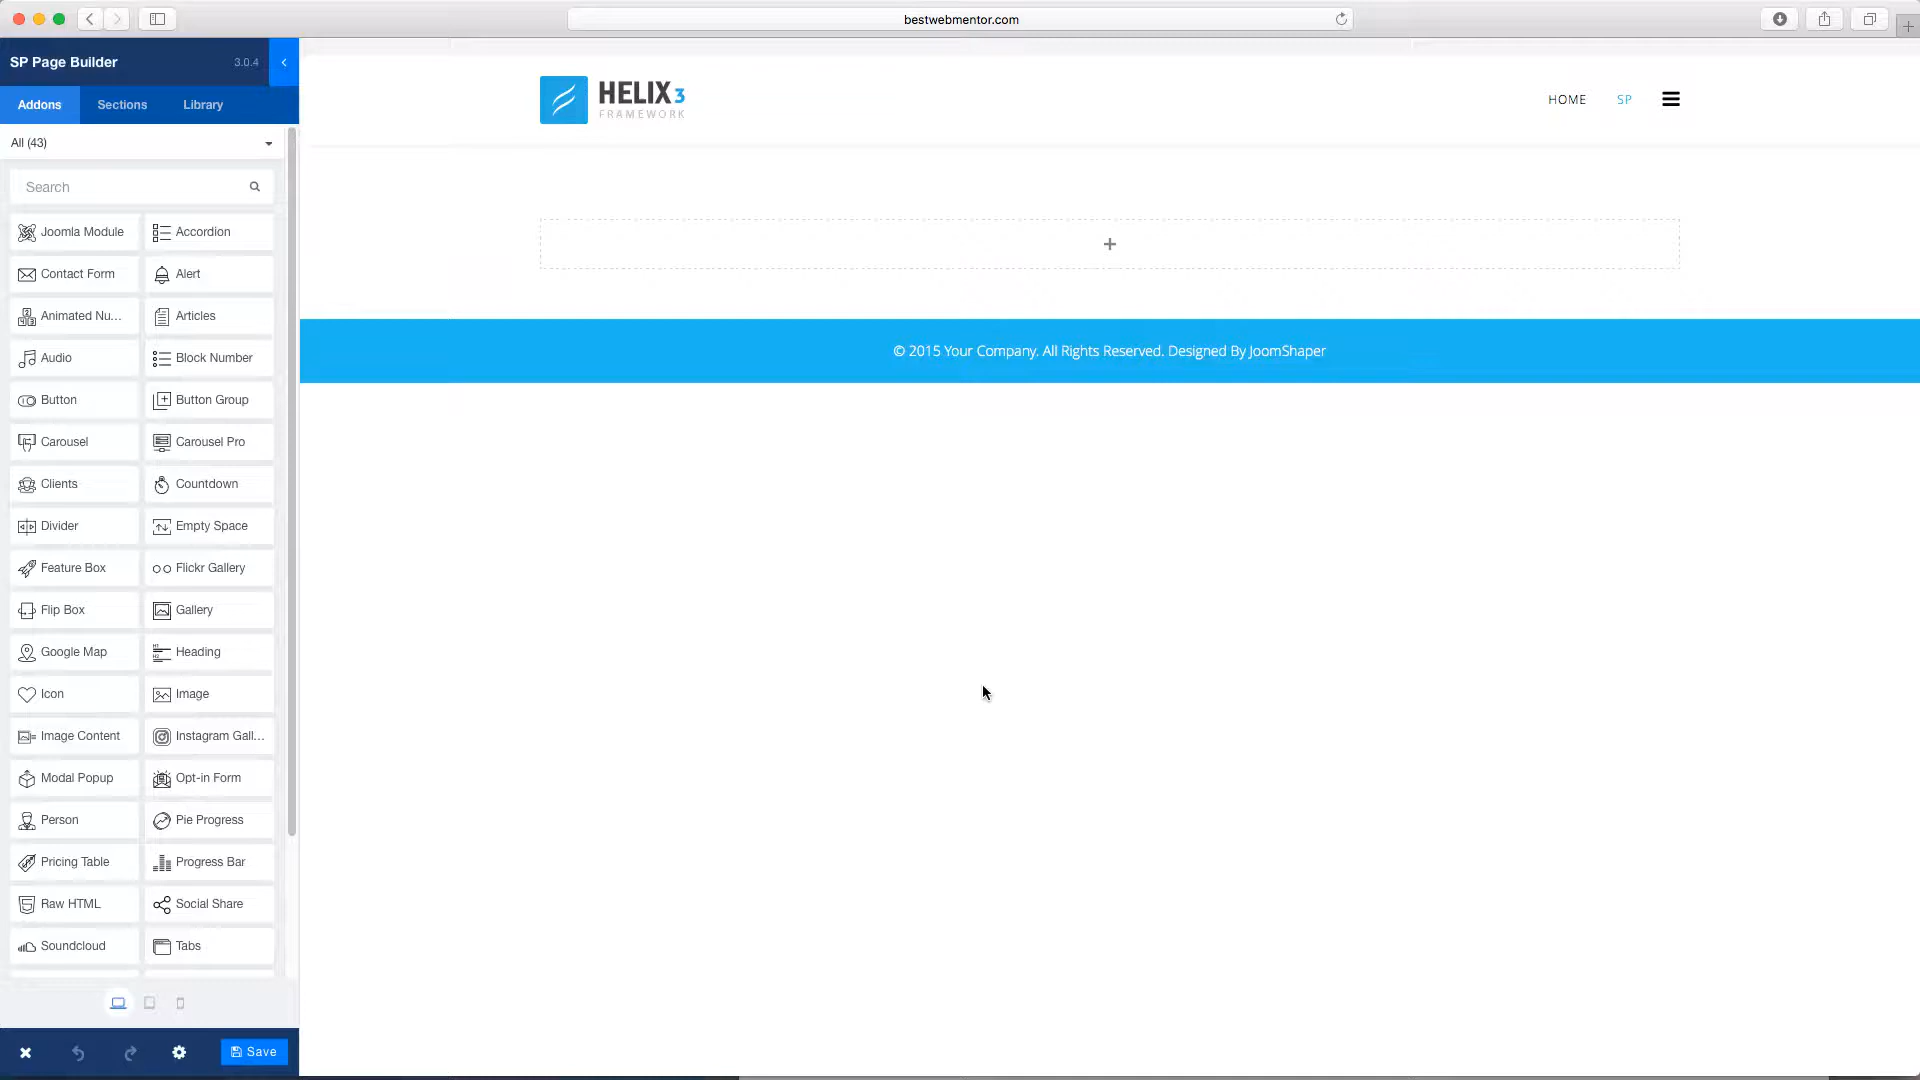 bestwebmentor.com
SP Page Builder 3.0.4
Addons Sections Library
All (43)
Search
Joomla Module Accordion
Contact Form Alert
Animated Nu... Articles
Audio Block Number
Button Button Group
Carousel Carousel Pro
Clients Countdown
Divider Empty Space
Feature Box Flickr Gallery
Flip Box Gallery
Google Map Heading
Icon Image
Image Content Instagram Gall...
Modal Popup Opt-in Form
Person Pie Progress
Pricing Table Progress Bar
Raw HTML Social Share
Soundcloud Tabs
Save
HELIX3
FRAMEWORK
HOME SP
© 2015 Your Company. All Rights Reserved. Designed By JoomShaper